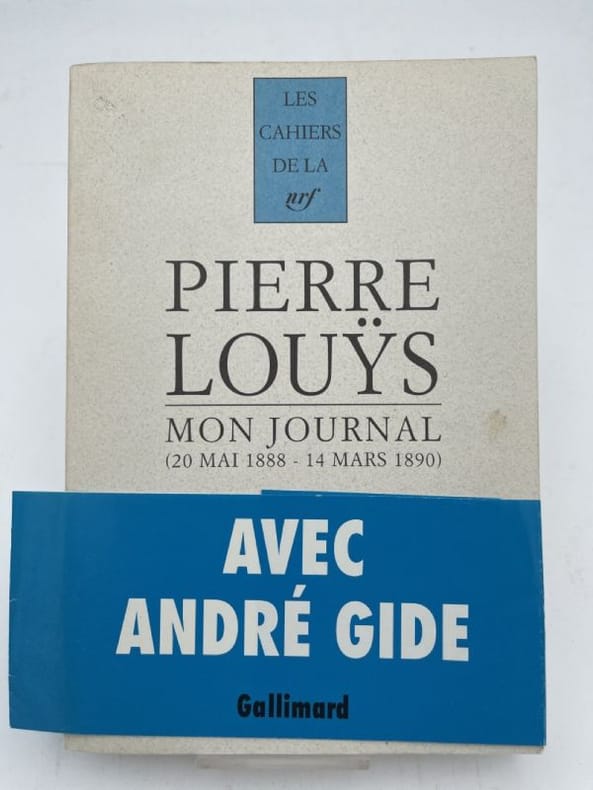 LES
CAHIERS
DE LA
nrf
PIERRE
LOUŸS
MON JOURNAL
(20 MAI 1888 - 14 MARS 1890)
AVEC
ANDRÉ GIDE
Gallimard